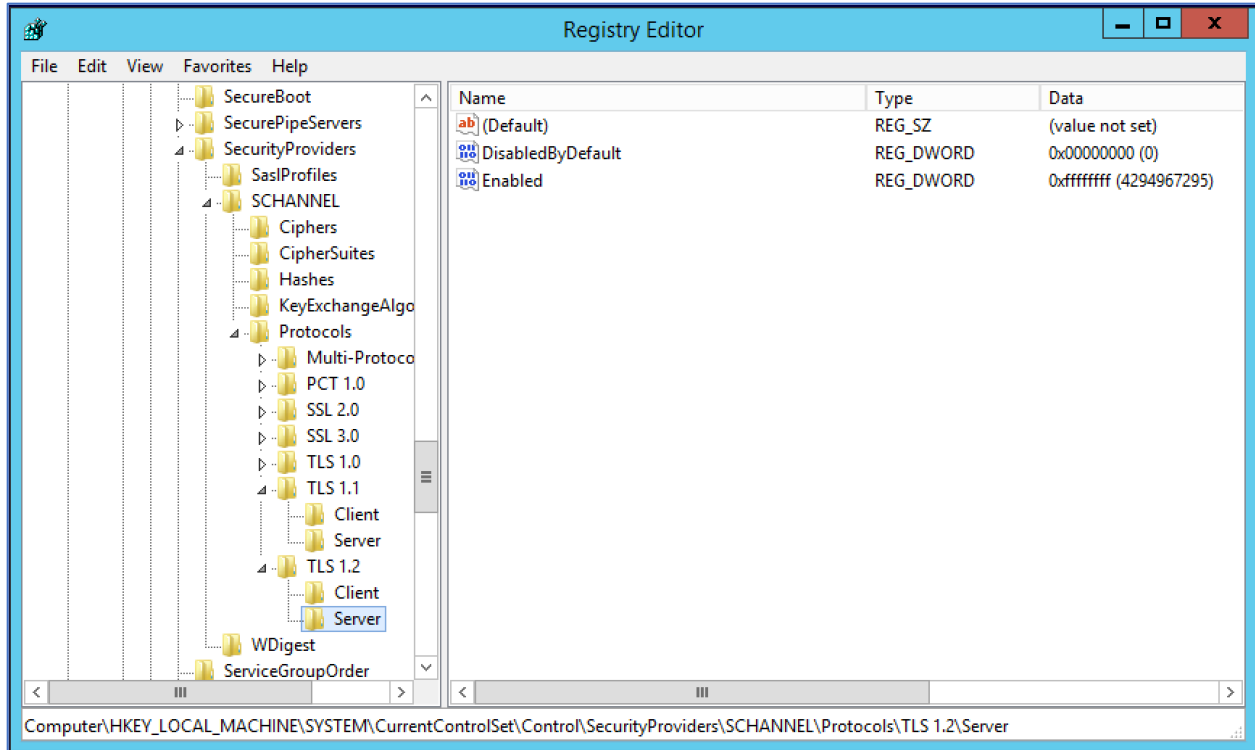 Registry Editor
File Edit View Favorites Help
SecureBoot
SecurePipeServers
SecurityProviders
SaslProfiles
SCHANNEL
Ciphers
CipherSuites
Hashes
KeyExchangeAlgo
Protocols
Multi-Protoco
PCT 1.0
SSL 2.0
SSL 3.0
TLS 1.0
TLS 1.1
Client
Server
TLS 1.2
Client
Server
WDigest
ServiceGroupOrder
Name Type Data
(Default) REG_SZ (value not set)
DisabledByDefault REG_DWORD 0x00000000 (0)
Enabled REG_DWORD 0xffffffff (4294967295)
Computer\HKEY_LOCAL_MACHINE\SYSTEM\CurrentControlSet\Control\SecurityProviders\SCHANNEL\Protocols\TLS 1.2\Server